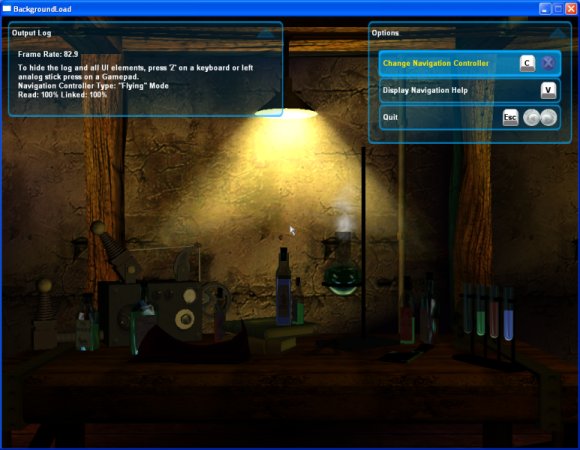 BackgroundLoad
Output Log
Frame Rate: 82.9
To hide the log and all UI elements, press 'Z' on a keyboard or left
analog stick press on a Gamepad.
Navigation Controller Type: "Flying" Mode
Read: 100% Linked: 100%
Options
Change Navigation Controller C X
Display Navigation Help V
Quit Esc